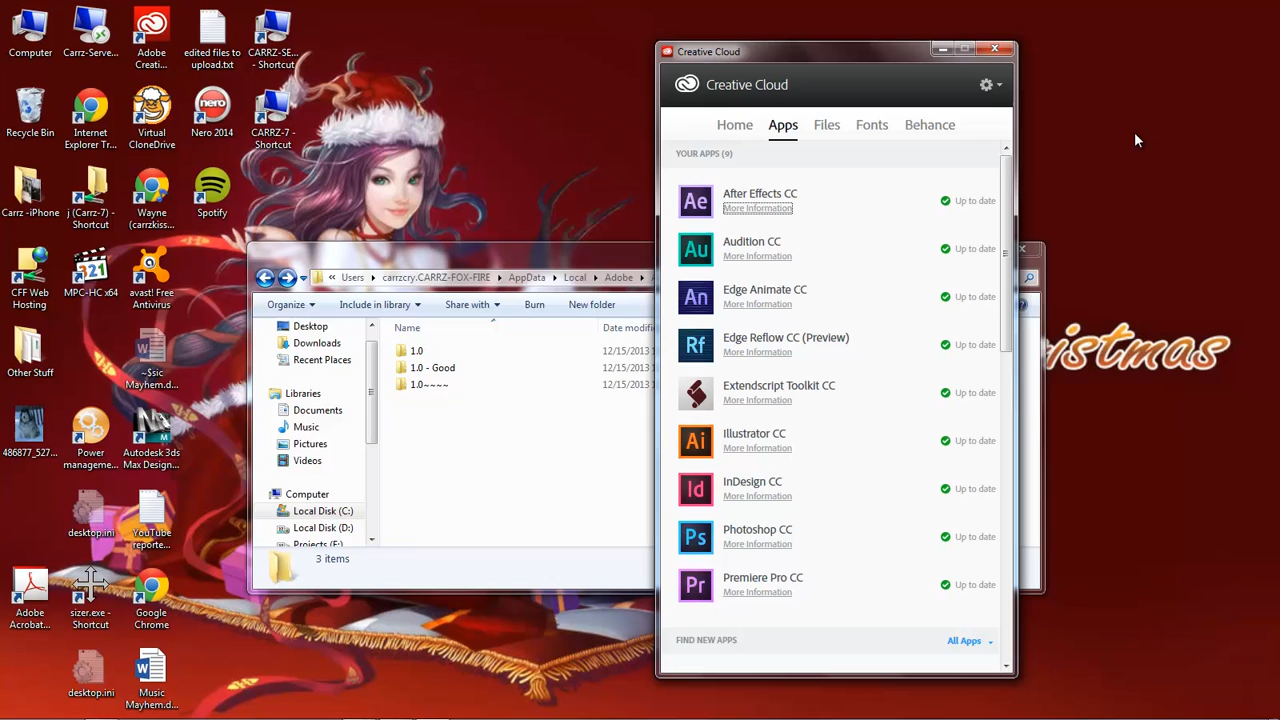 Computer
Carrz-Serve...
Adobe
Creati...
edited files to
upload.txt
CARRZ-SE...
- Shortcut
Recycle Bin
Internet
Explorer Tr...
Virtual
CloneDrive
Nero 2014
CARRZ-7 -
Shortcut
Carrz -iPhone
j (Carrz-7) -
Shortcut
Wayne
(carrzkiss...
Spotify
CFF Web
Hosting
MPC-HC x64
avast! Free
Antivirus
Other Stuff
~$sic
Mayhem.d...
486877_527...
Power
manageme...
Autodesk 3ds
Max Design...
desktop.ini
YouTube
reporte...
Adobe
Acrobat...
sizer.exe -
Shortcut
Google
Chrome
desktop.ini
Music
Mayhem.d...
« Users carrzcry.CARRZ-FOX-FIRE AppData Local Adobe
Organize Include in library Share with Burn New folder
Name Date modifie
Desktop
Downloads
Recent Places
Libraries
Documents
Music
Pictures
Videos
Computer
Local Disk (C:)
Local Disk (D:)
Projects (F:)
1.0 12/15/2013 1
1.0 - Good 12/15/2013 1
1.0~~~~ 12/15/2013 1
3 items
Creative Cloud
Creative Cloud
Home Apps Files Fonts Behance
YOUR APPS (9)
Ae After Effects CC Up to date
More Information
Au Audition CC Up to date
More Information
An Edge Animate CC Up to date
More Information
Rf Edge Reflow CC (Preview) Up to date
More Information
Extendscript Toolkit CC Up to date
More Information
Ai Illustrator CC Up to date
More Information
Id InDesign CC Up to date
More Information
Ps Photoshop CC Up to date
More Information
Pr Premiere Pro CC Up to date
More Information
FIND NEW APPS All Apps
istmas